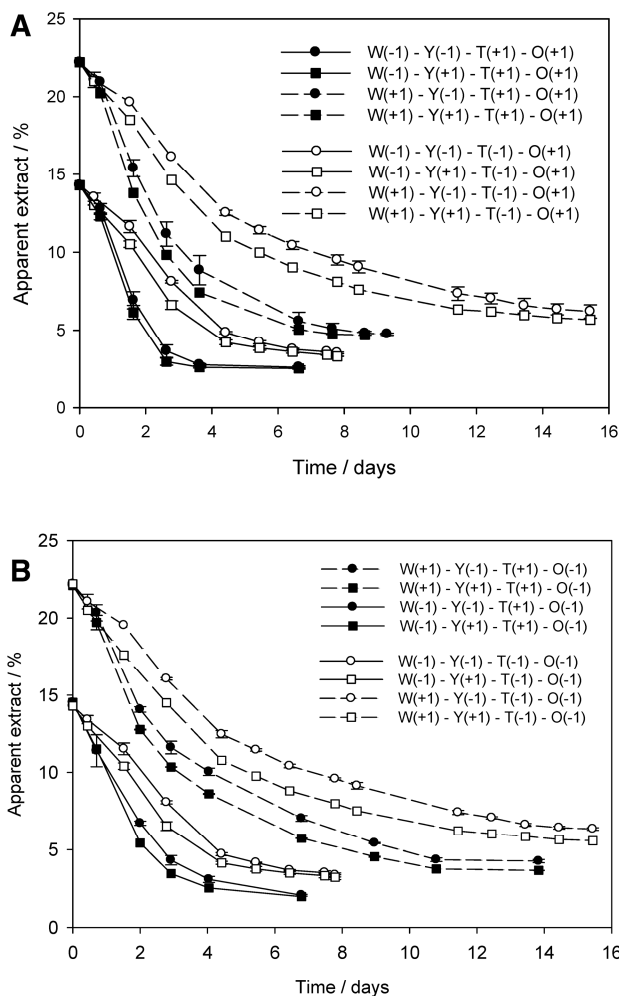 A
25
20
15
10
5
0
Apparent extract / %
W(-1) - Y(-1) - T(+1) - O(+1)
W(-1) - Y(+1) - T(+1) - O(+1)
W(+1) - Y(-1) - T(+1) - O(+1)
W(+1) - Y(+1) - T(+1) - O(+1)
W(-1) - Y(-1) - T(-1) - O(+1)
W(-1) - Y(+1) - T(-1) - O(+1)
W(+1) - Y(-1) - T(-1) - O(+1)
W(+1) - Y(+1) - T(-1) - O(+1)
0 2 4 6 8 10 12 14 16
Time / days
B
25
20
15
10
5
0
Apparent extract / %
W(+1) - Y(-1) - T(+1) - O(-1)
W(+1) - Y(+1) - T(+1) - O(-1)
W(-1) - Y(-1) - T(+1) - O(-1)
W(-1) - Y(+1) - T(+1) - O(-1)
W(-1) - Y(-1) - T(-1) - O(-1)
W(-1) - Y(+1) - T(-1) - O(-1)
W(+1) - Y(-1) - T(-1) - O(-1)
W(+1) - Y(+1) - T(-1) - O(-1)
0 2 4 6 8 10 12 14 16
Time / days